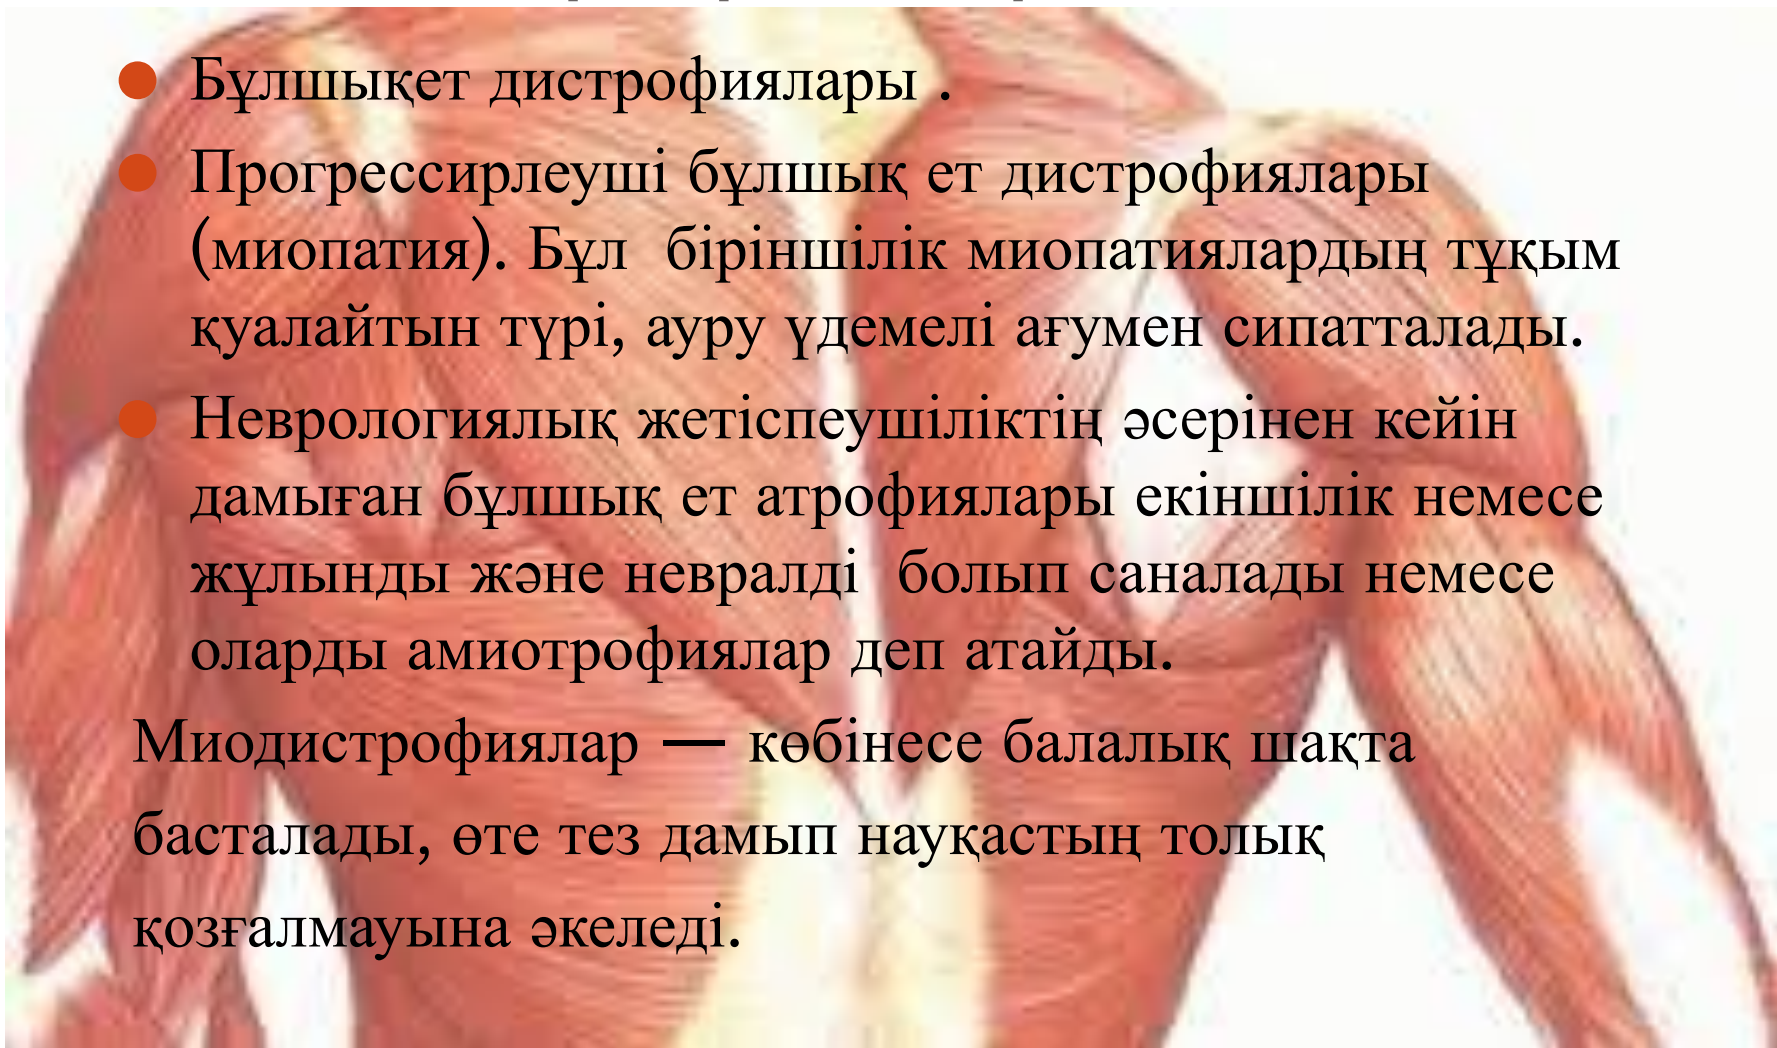 Бұлшықет дистрофиялары .
Прогрессирлеуші бұлшық ет дистрофиялары
(миопатия). Бұл біріншілік миопатиялардың тұқым
қуалайтын түрі, ауру үдемелі ағумен сипатталады.
Неврологиялық жетіспеушіліктің әсерінен кейін
дамыған бұлшық ет атрофиялары екіншілік немесе
жұлынды және невралді болып саналады немесе
оларды амиотрофиялар деп атайды.
Миодистрофиялар — көбінесе балалық шақта
басталады, өте тез дамып науқастың толық
қозғалмауына әкеледі.